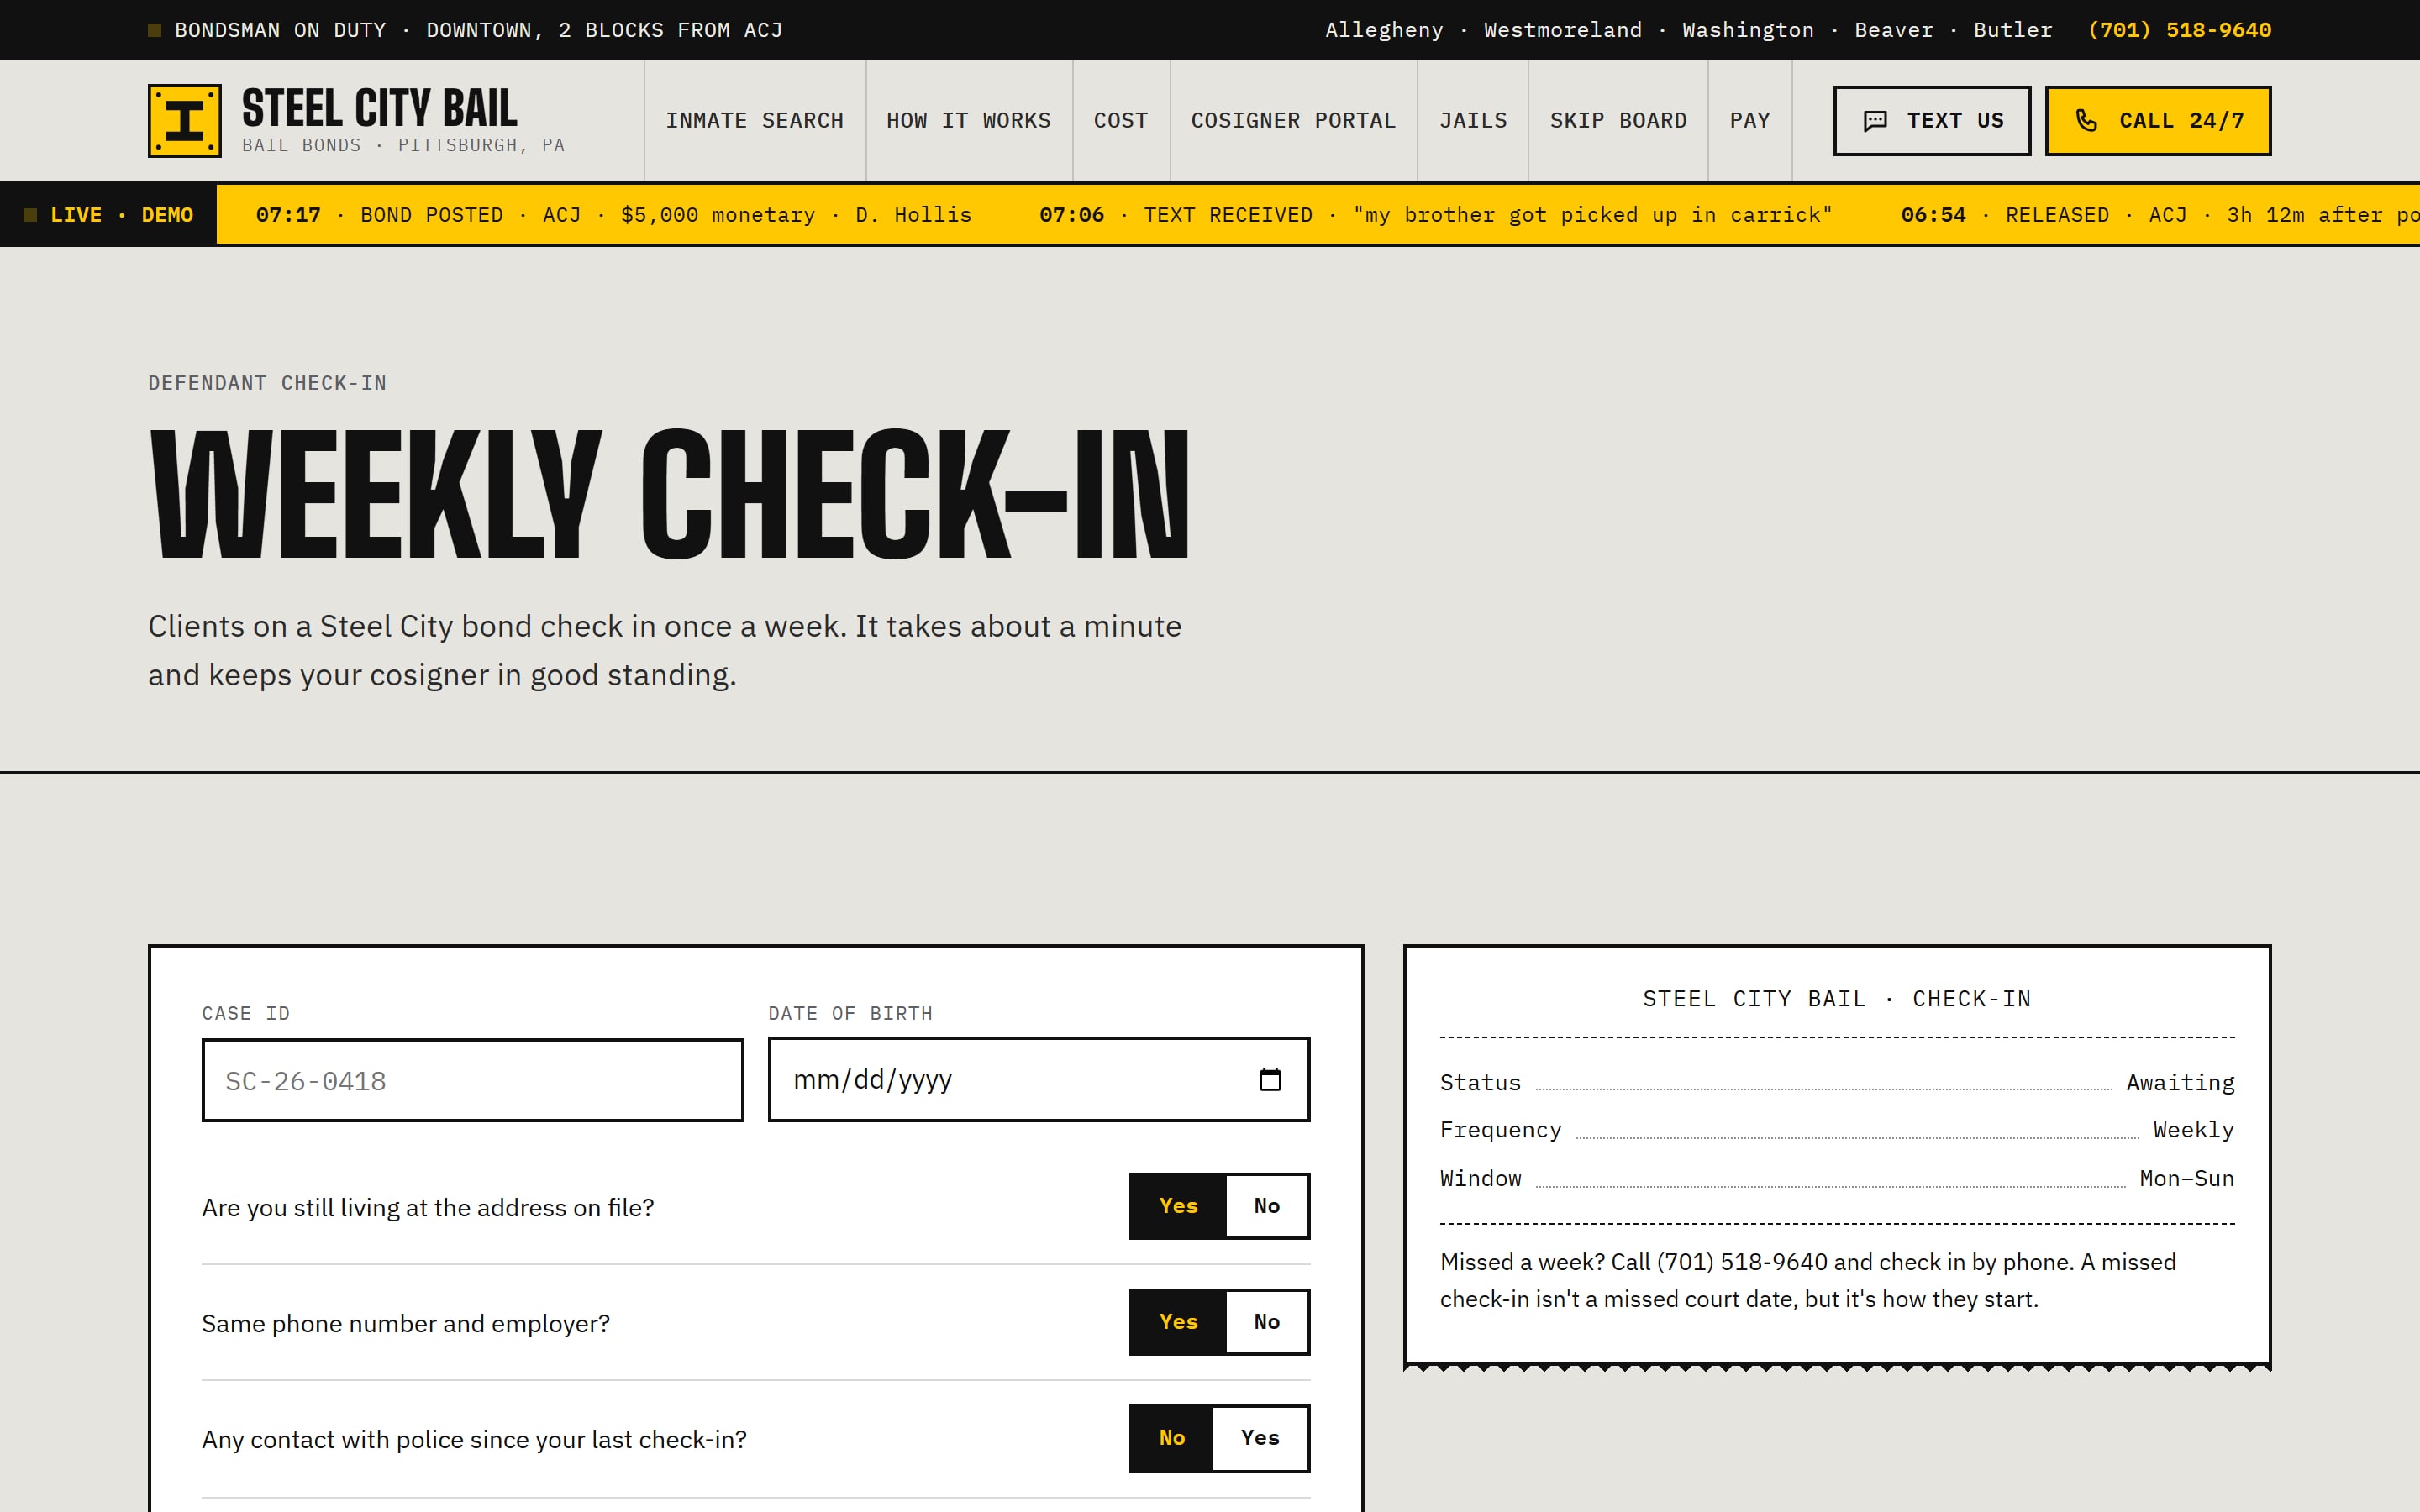 BONDSMAN ON DUTY · DOWNTOWN, 2 BLOCKS FROM ACJ
Allegheny · Westmoreland · Washington · Beaver · Butler (701) 518-9640
STEEL CITY BAIL
BAIL BONDS · PITTSBURGH, PA
INMATE SEARCH
HOW IT WORKS
COST
COSIGNER PORTAL
JAILS
SKIP BOARD
PAY
TEXT US
CALL 24/7
LIVE · DEMO
07:17 · BOND POSTED · ACJ · $5,000 monetary · D. Hollis
07:06 · TEXT RECEIVED · "my brother got picked up in carrick"
06:54 · RELEASED · ACJ · 3h 12m after po
DEFENDANT CHECK-IN
WEEKLY CHECK-IN
Clients on a Steel City bond check in once a week. It takes about a minute
and keeps your cosigner in good standing.
CASE ID
SC-26-0418
DATE OF BIRTH
mm/dd/yyyy
Are you still living at the address on file?
Yes No
Same phone number and employer?
Yes No
Any contact with police since your last check-in?
No Yes
STEEL CITY BAIL · CHECK-IN
Status Awaiting
Frequency Weekly
Window Mon–Sun
Missed a week? Call (701) 518-9640 and check in by phone. A missed
check-in isn't a missed court date, but it's how they start.